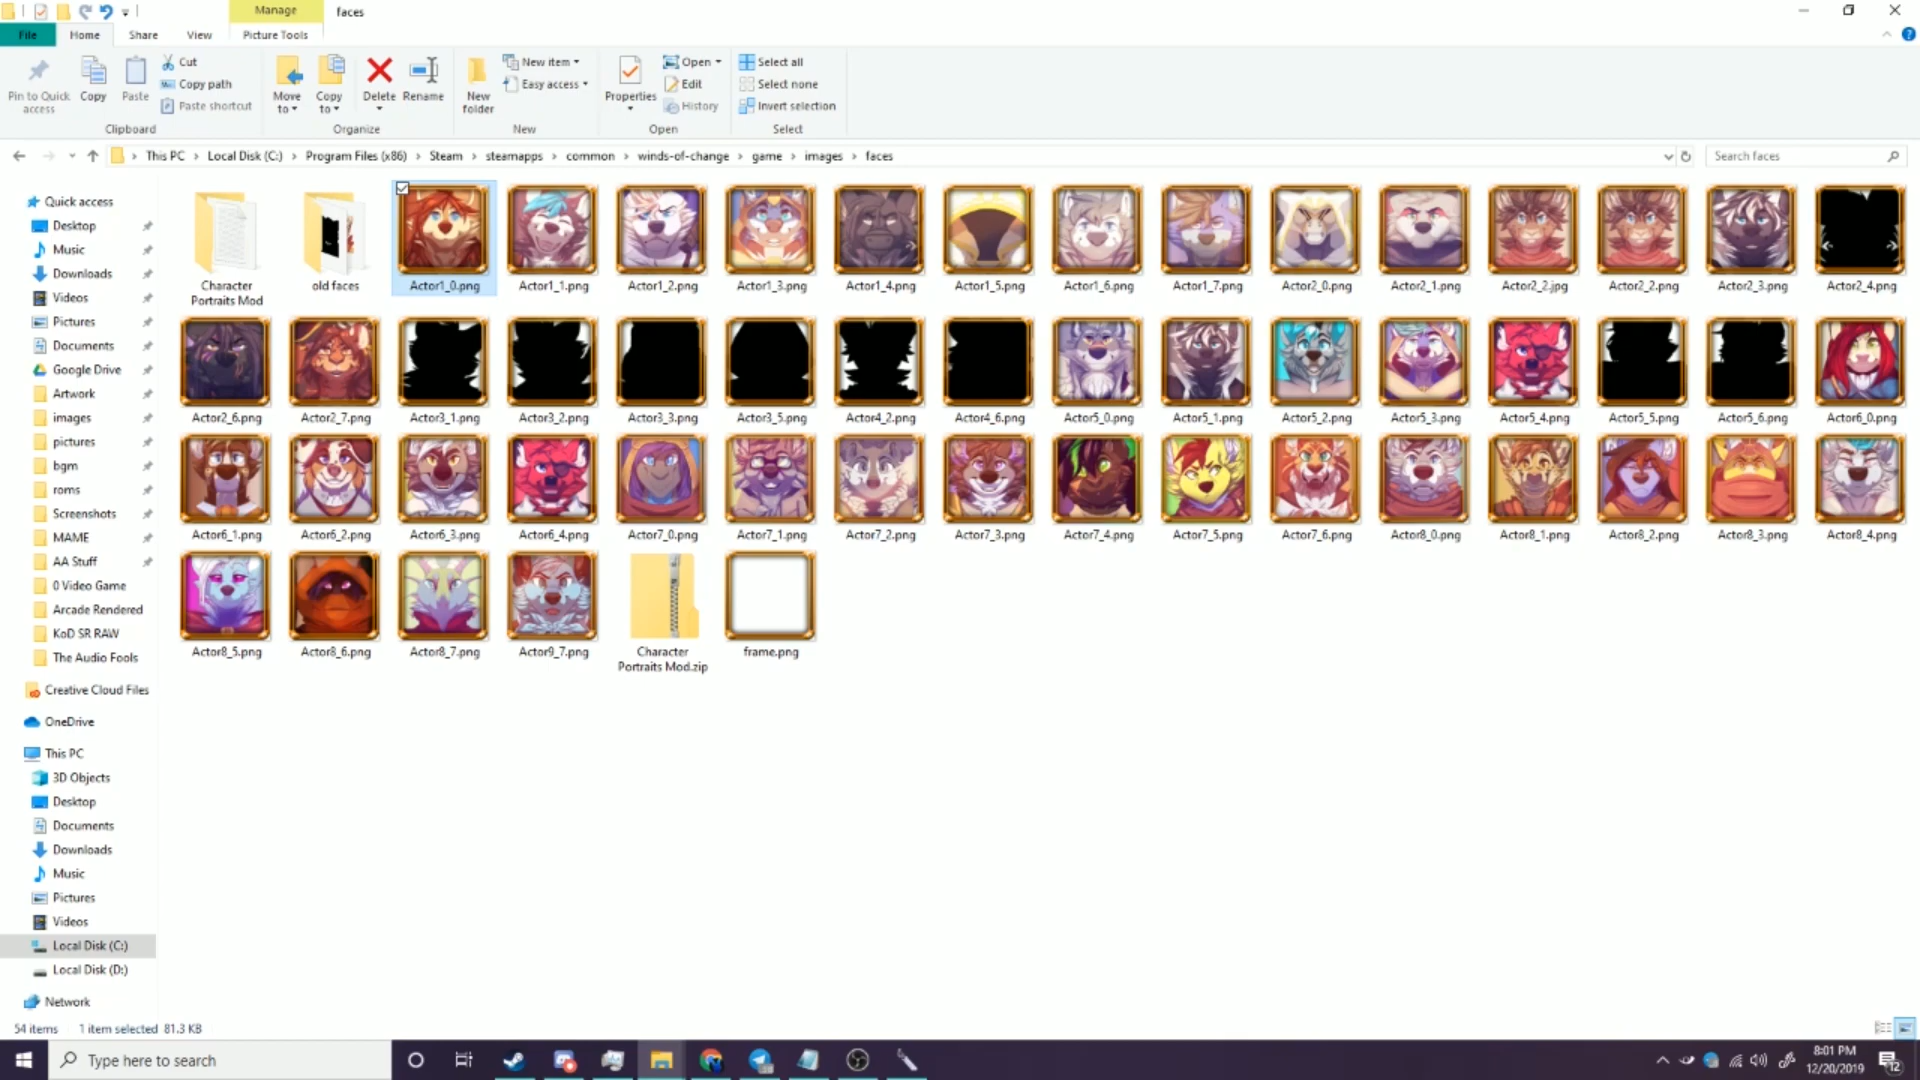 Manage
faces
File
Home
Share
View
Picture Tools
Pin to Quick access
Copy
Paste
Cut
Copy path
Paste shortcut
Clipboard
Move to
Copy to
Delete
Rename
Organize
New folder
New item
Easy access
New
Properties
Open
Edit
History
Open
Select all
Select none
Invert selection
Select
This PC > Local Disk (C:) > Program Files (x86) > Steam > steamapps > common > winds-of-change > game > images > faces
Search faces
Quick access
Desktop
Music
Downloads
Videos
Pictures
Documents
Google Drive
Artwork
images
pictures
bgm
roms
Screenshots
MAME
AA Stuff
0 Video Game
Arcade Rendered
KoD SR RAW
The Audio Fools
Creative Cloud Files
OneDrive
This PC
3D Objects
Desktop
Documents
Downloads
Music
Pictures
Videos
Local Disk (C:)
Local Disk (D:)
Network
Character Portraits Mod
old faces
Actor1_0.png
Actor1_1.png
Actor1_2.png
Actor1_3.png
Actor1_4.png
Actor1_5.png
Actor1_6.png
Actor1_7.png
Actor2_0.png
Actor2_1.png
Actor2_2.jpg
Actor2_2.png
Actor2_3.png
Actor2_4.png
Actor2_6.png
Actor2_7.png
Actor3_1.png
Actor3_2.png
Actor3_3.png
Actor3_5.png
Actor4_2.png
Actor4_6.png
Actor5_0.png
Actor5_1.png
Actor5_2.png
Actor5_3.png
Actor5_4.png
Actor5_5.png
Actor5_6.png
Actor6_0.png
Actor6_1.png
Actor6_2.png
Actor6_3.png
Actor6_4.png
Actor7_0.png
Actor7_1.png
Actor7_2.png
Actor7_3.png
Actor7_4.png
Actor7_5.png
Actor7_6.png
Actor8_0.png
Actor8_1.png
Actor8_2.png
Actor8_3.png
Actor8_4.png
Actor8_5.png
Actor8_6.png
Actor8_7.png
Actor9_7.png
Character Portraits Mod.zip
frame.png
54 items 1 item selected 81.3 KB
Type here to search
8:01 PM
12/20/2019
12